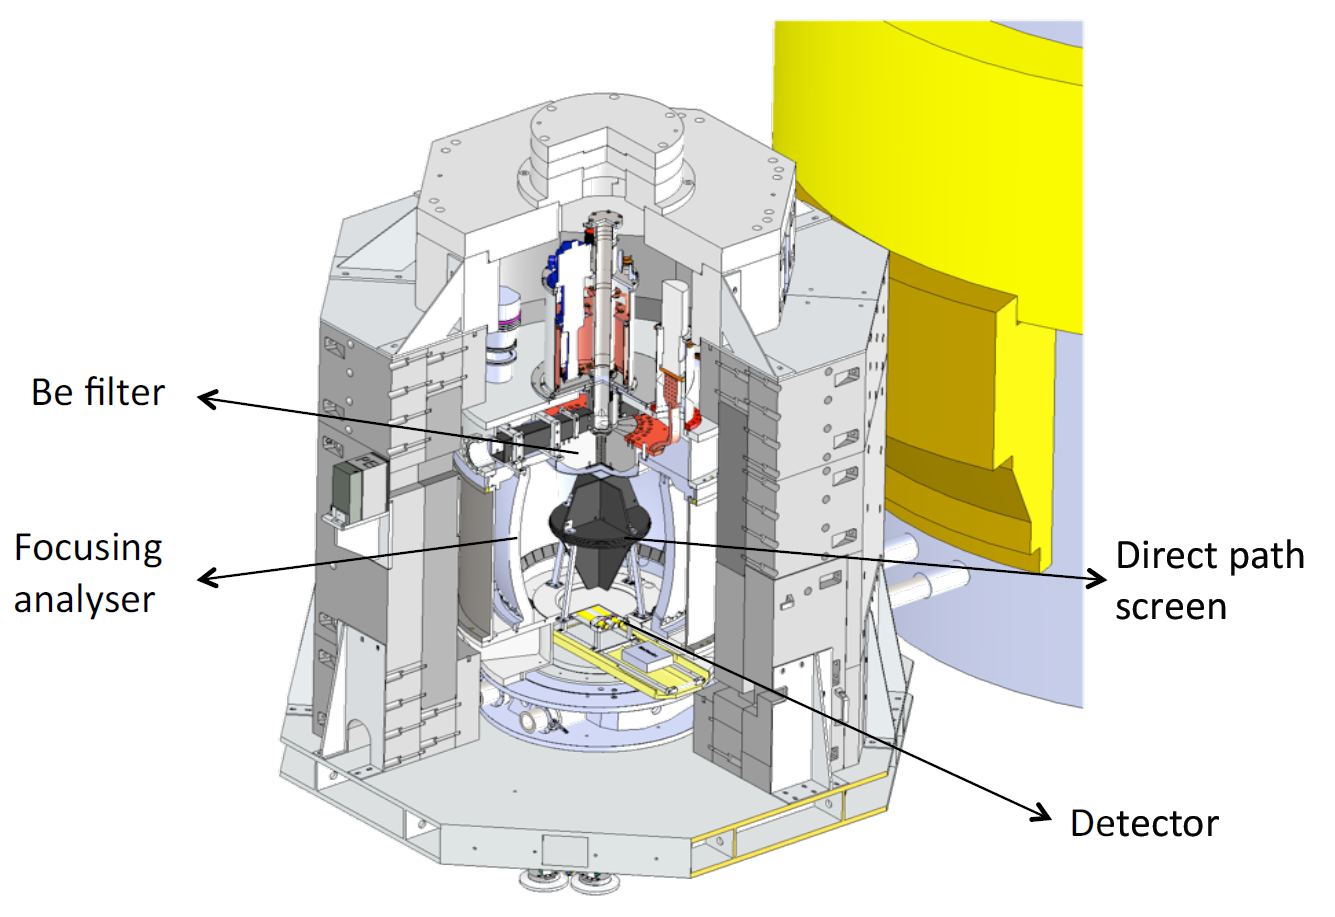 Be filter
Focusing
analyser
Direct path
screen
Detector